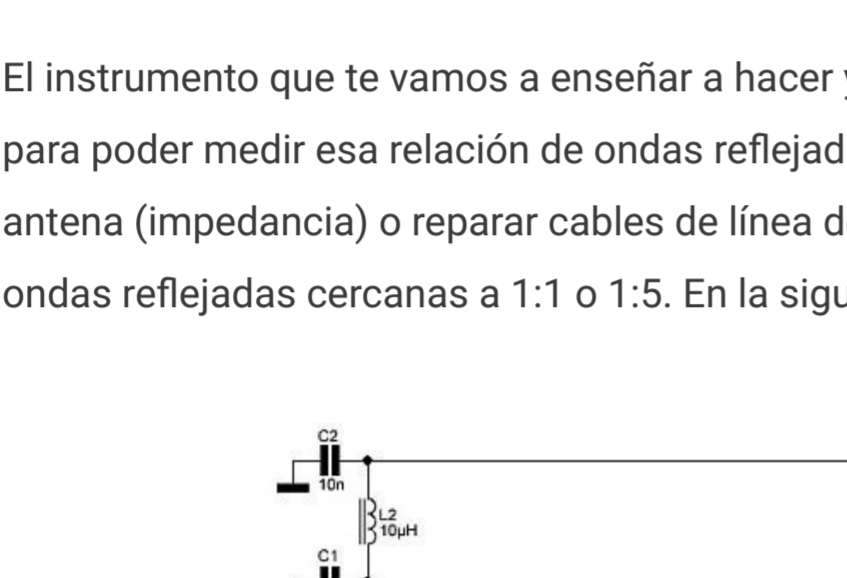 El instrumento que te vamos a enseñar a hacer
para poder medir esa relación de ondas reflejad
antena (impedancia) o reparar cables de línea d
ondas reflejadas cercanas a 1:1 o 1:5. En la sigu
C2
10n
L2
10µH
C1